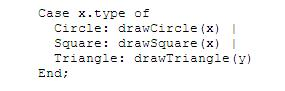 Case x.type of
Circle: drawCircle(x) |
Square: drawSquare(x) |
Triangle: drawTriangle(y)
End;